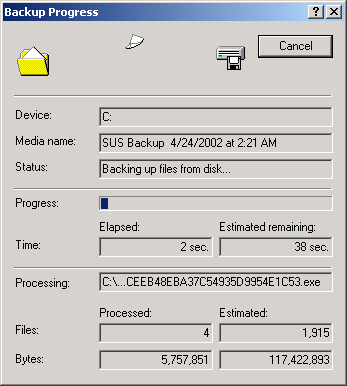 Backup Progress
Cancel
Device: C:
Media name: SUS Backup 4/24/2002 at 2:21 AM
Status: Backing up files from disk...
Progress:
Elapsed: Estimated remaining:
Time: 2 sec. 38 sec.
Processing: C:\...CEEB48EBA37C54935D9954E1C53.exe
Processed: Estimated:
Files: 4 1,915
Bytes: 5,757,851 117,422,893